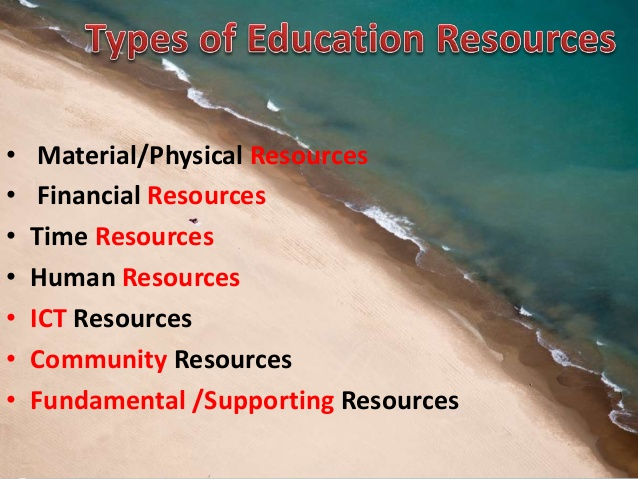 Types of Education Resources
• Material/Physical Resources
• Financial Resources
• Time Resources
• Human Resources
• ICT Resources
• Community Resources
• Fundamental /Supporting Resources